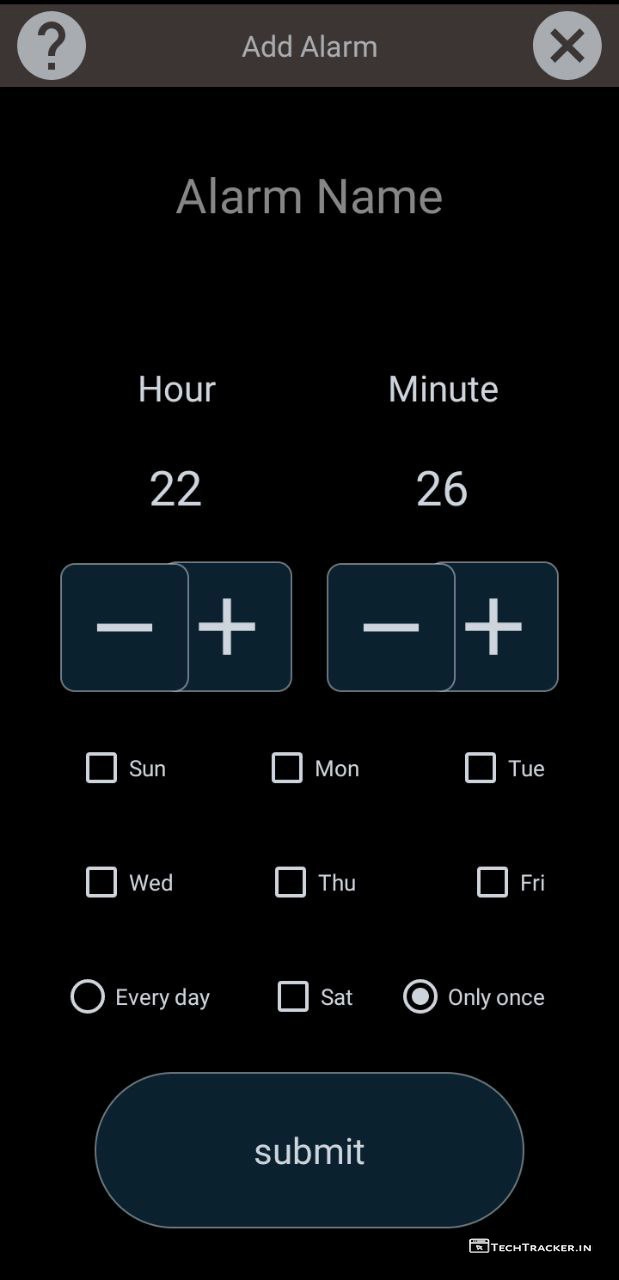 ?
Add Alarm
Alarm Name
Hour Minute
22 26
Sun Mon Tue
Wed Thu Fri
Every day Sat Only once
submit
TECHTRACKER.IN